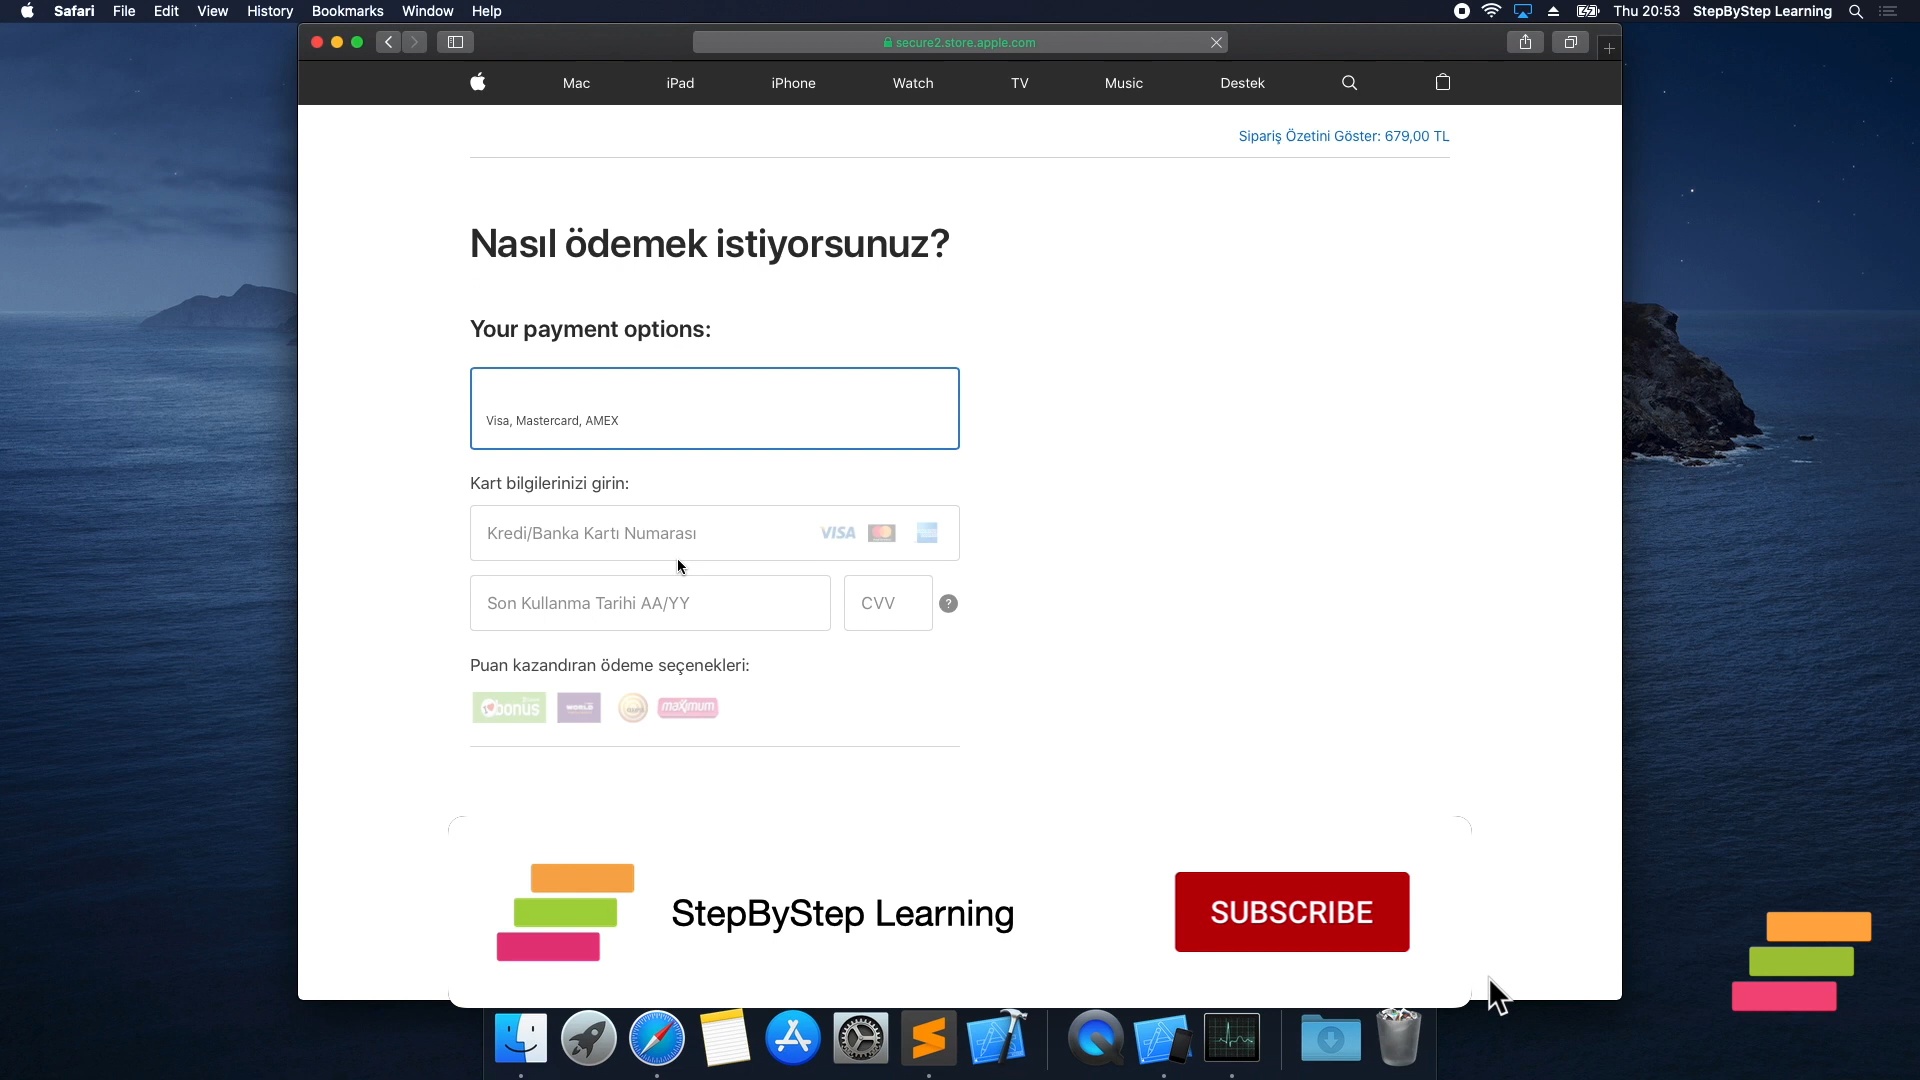 Safari File Edit View History Bookmarks Window Help
Thu 20:53 StepByStep Learning
secure2.store.apple.com
Mac iPad iPhone Watch TV Music Destek
Sipariş Özetini Göster: 679,00 TL
Nasıl ödemek istiyorsunuz?
Your payment options:
Visa, Mastercard, AMEX
Kart bilgilerinizi girin:
Kredi/Banka Kartı Numarası VISA
Son Kullanma Tarihi AA/YY CVV ?
Puan kazandıran ödeme seçenekleri:
bonus WORLD maximum
StepByStep Learning SUBSCRIBE